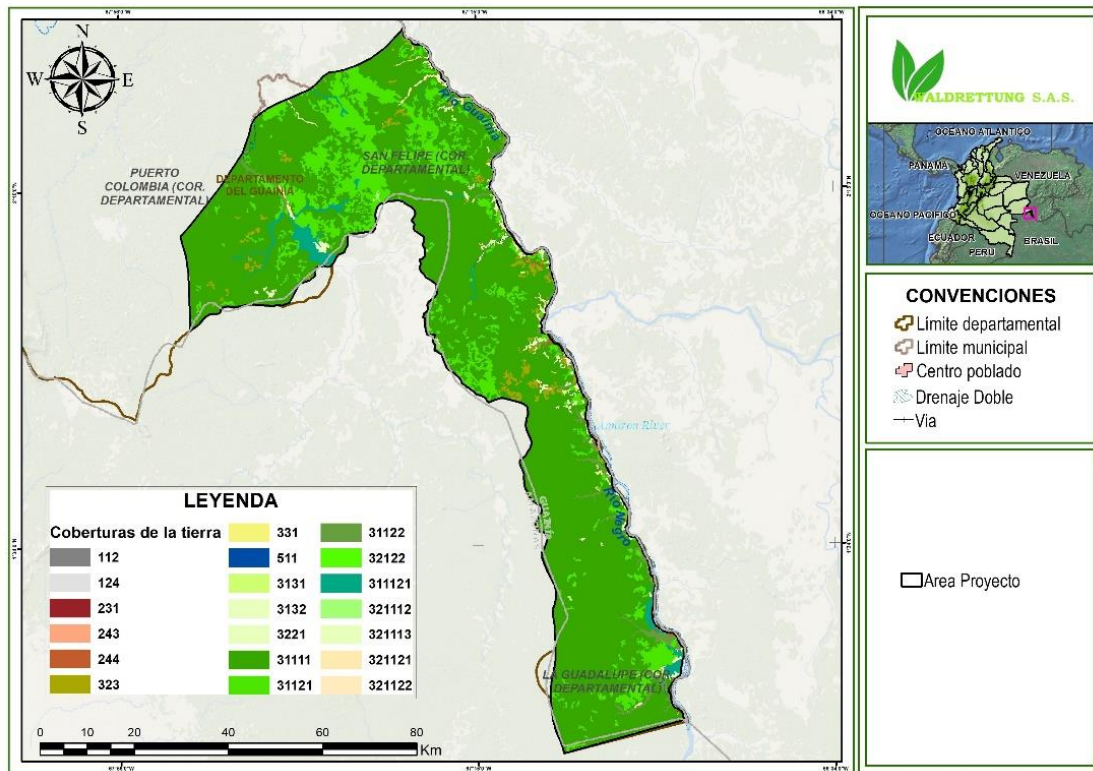 N
W E
S
PUERTO
COLOMBIA (COR.
DEPARTAMENTAL)
DEPARTAMENTO
DEL GUAINIA
SAN FELIPE (COR.
DEPARTAMENTAL)
Río Guainía
Amazon River
Río Negro
LA GUADALUPE (COR.
DEPARTAMENTAL)
LEYENDA
Coberturas de la tierra
112
124
231
243
244
323
331
511
3131
3132
3221
31111
31121
31122
32122
311121
321112
321113
321121
321122
0 10 20 40 60 80
Km
WALDRETTUNG S.A.S.
OCEANO ATLANTICO
PANAMA
VENEZUELA
OCEANO PACIFICO
ECUADOR
PERU
BRASIL
CONVENCIONES
Límite departamental
Límite municipal
Centro poblado
Drenaje Doble
Via
Area Proyecto